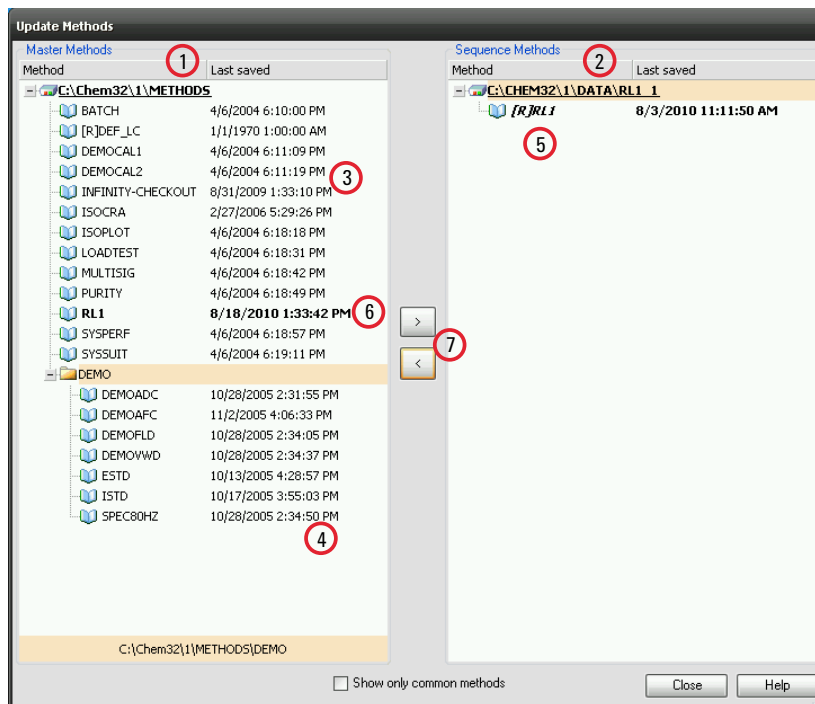 Update Methods
Master Methods
1
Method Last saved
C:\Chem32\1\METHODS
BATCH 4/6/2004 6:10:00 PM
[R]DEF_LC 1/1/1970 1:00:00 AM
DEMOCAL1 4/6/2004 6:11:09 PM
DEMOCAL2 4/6/2004 6:11:19 PM
3
INFINITY-CHECKOUT 8/31/2009 1:33:10 PM
ISOCRA 2/27/2006 5:29:26 PM
ISOPLOT 4/6/2004 6:18:18 PM
LOADTEST 4/6/2004 6:18:31 PM
MULTISIG 4/6/2004 6:18:42 PM
PURITY 4/6/2004 6:18:49 PM
RL1 8/18/2010 1:33:42 PM 6
SYSPERF 4/6/2004 6:18:57 PM
SYSSUIT 4/6/2004 6:19:11 PM
DEMO
DEMOADC 10/28/2005 2:31:55 PM
DEMOAFC 11/2/2005 4:06:33 PM
DEMOFLD 10/28/2005 2:34:05 PM
DEMOVWD 10/28/2005 2:34:37 PM
ESTD 10/13/2005 4:28:57 PM
ISTD 10/17/2005 3:55:03 PM
SPEC80HZ 10/28/2005 2:34:50 PM
4
C:\Chem32\1\METHODS\DEMO
>
7
<
Sequence Methods
2
Method Last saved
C:\CHEM32\1\DATA\RL1_1
[R]RL1 8/3/2010 11:11:50 AM
5
Show only common methods
Close
Help